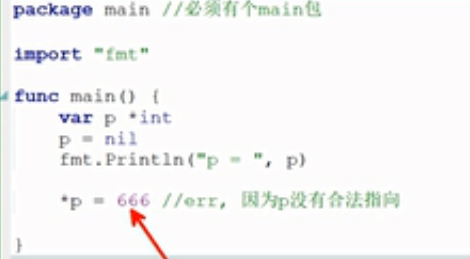 package main //必须有个main包
import "fmt"
func main() {
var p *int
p = nil
fmt.Println("p = ", p)
*p = 666 //err, 因为p没有合法指向
}